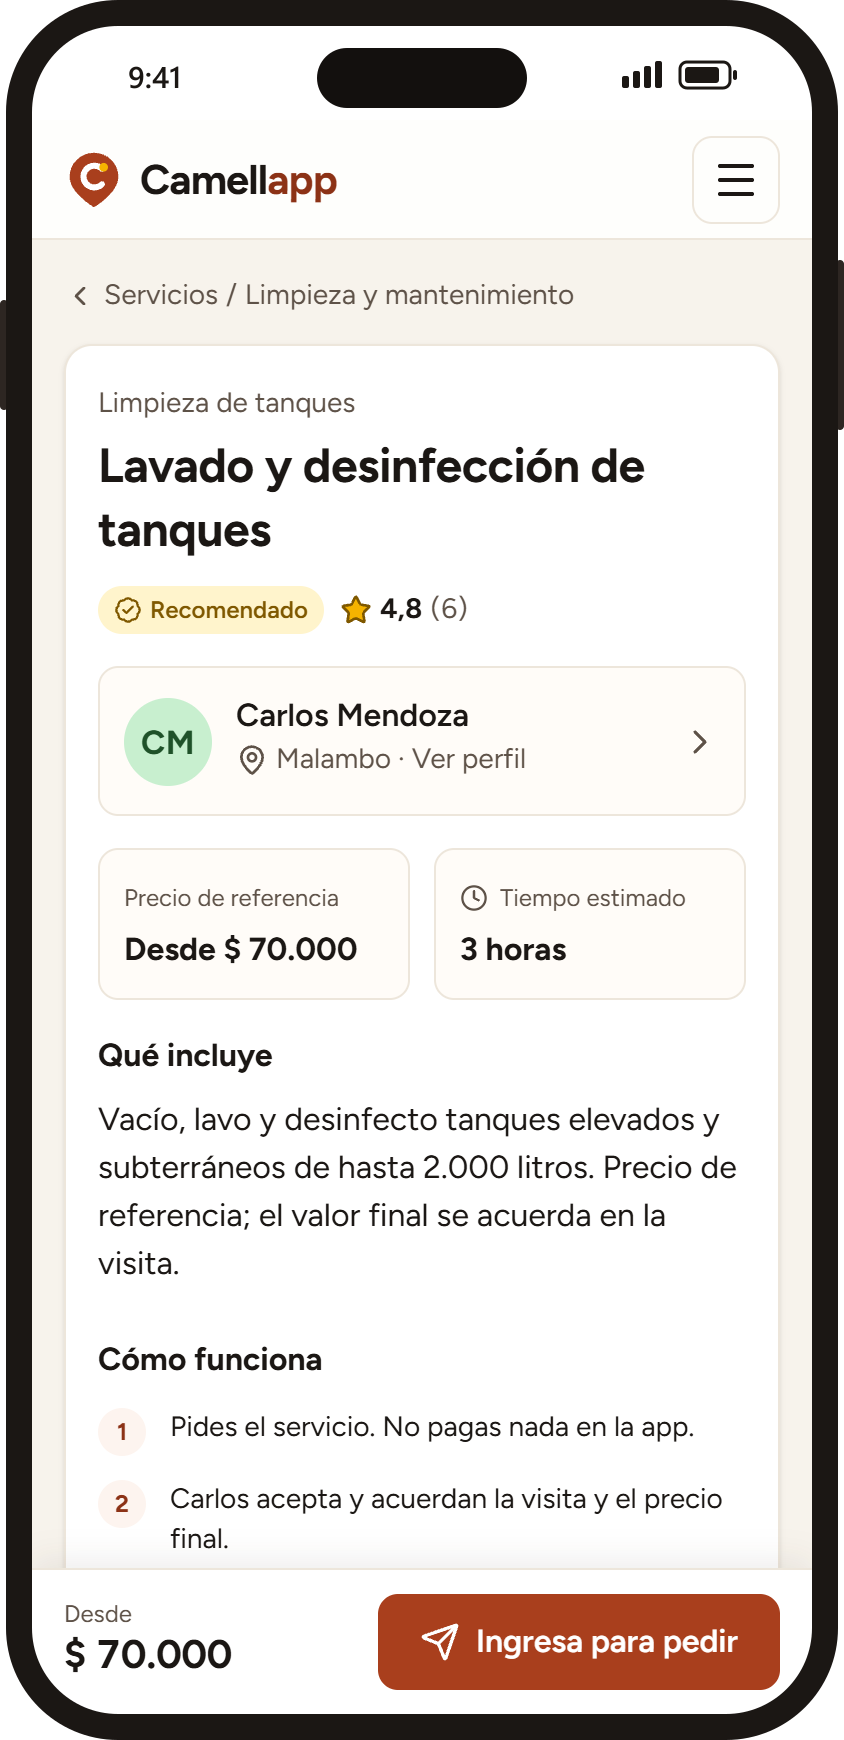 9:41
Camellapp
Servicios / Limpieza y mantenimiento
Limpieza de tanques
Lavado y desinfección de
tanques
Recomendado 4,8 (6)
CM
Carlos Mendoza
Malambo · Ver perfil
Precio de referencia
Desde $ 70.000
Tiempo estimado
3 horas
Qué incluye
Vacío, lavo y desinfecto tanques elevados y
subterráneos de hasta 2.000 litros. Precio de
referencia; el valor final se acuerda en la
visita.
Cómo funciona
1 Pides el servicio. No pagas nada en la app.
2 Carlos acepta y acuerdan la visita y el precio
final.
Desde
$ 70.000
Ingresa para pedir